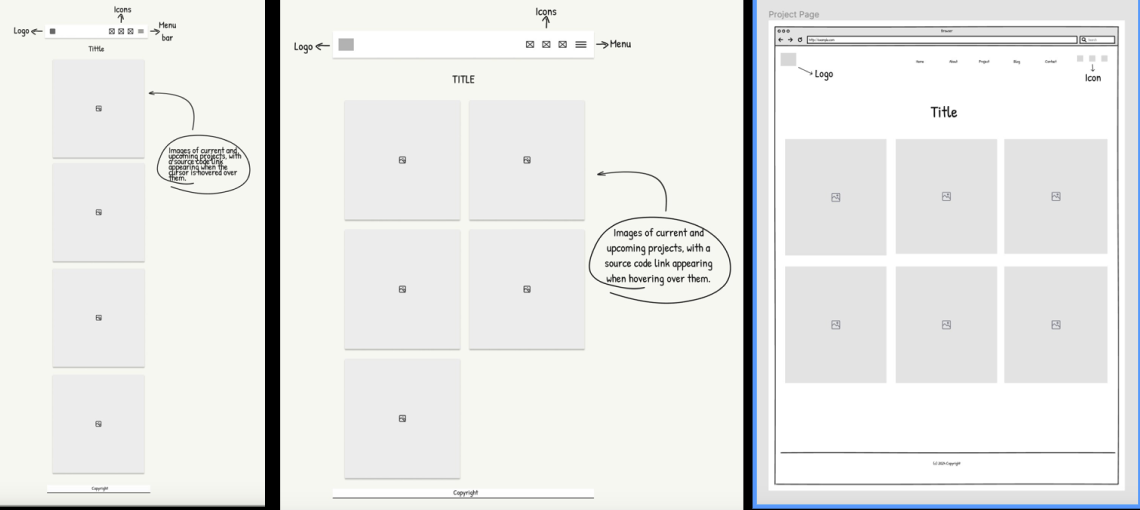 Icons
Logo
Menu
bar
Tittle
Images of current and
upcoming projects, with
a source code link
appearing when the
cursor is hovered over
them.
Copyright
Icons
Logo
Menu
TITLE
Images of current and
upcoming projects, with a
source code link appearing
when hovering over them.
Copyright
Project Page
Browser
http://example.com
Search
Home About Project Blog Contact
Logo
Icon
Title
(c) 2024 Copyright